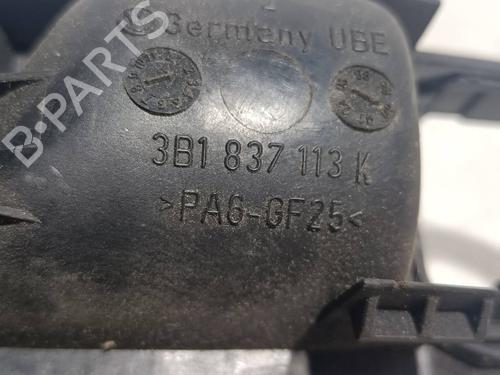 Germany UBE
3B1 837 113 K
>PA6-GF25<
B-PARTS